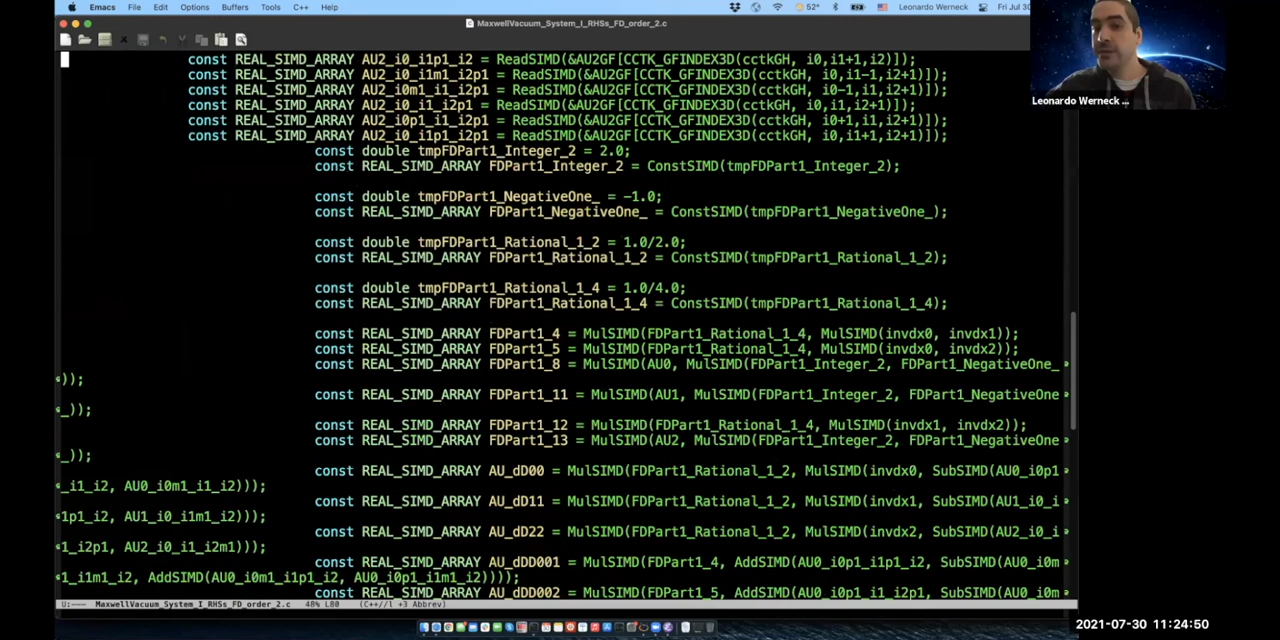 Emacs File Edit Options Buffers Tools C++ Help 52° Leonardo Werneck Fri Jul 30
MaxwellVacuum_System_I_RHSs_FD_order_2.c
const REAL_SIMD_ARRAY AU2_i0_i1p1_i2 = ReadSIMD(&AU2GF[CCTK_GFINDEX3D(cctkGH, i0,i1+1,i2)]);
const REAL_SIMD_ARRAY AU2_i0_i1m1_i2p1 = ReadSIMD(&AU2GF[CCTK_GFINDEX3D(cctkGH, i0,i1-1,i2+1)]);
const REAL_SIMD_ARRAY AU2_i0m1_i1_i2p1 = ReadSIMD(&AU2GF[CCTK_GFINDEX3D(cctkGH, i0-1,i1,i2+1)]);
const REAL_SIMD_ARRAY AU2_i0_i1_i2p1 = ReadSIMD(&AU2GF[CCTK_GFINDEX3D(cctkGH, i0,i1,i2+1)]);
const REAL_SIMD_ARRAY AU2_i0p1_i1_i2p1 = ReadSIMD(&AU2GF[CCTK_GFINDEX3D(cctkGH, i0+1,i1,i2+1)]);
const REAL_SIMD_ARRAY AU2_i0_i1p1_i2p1 = ReadSIMD(&AU2GF[CCTK_GFINDEX3D(cctkGH, i0,i1+1,i2+1)]);
const double tmpFDPart1_Integer_2 = 2.0;
const REAL_SIMD_ARRAY FDPart1_Integer_2 = ConstSIMD(tmpFDPart1_Integer_2);
const double tmpFDPart1_NegativeOne_ = -1.0;
const REAL_SIMD_ARRAY FDPart1_NegativeOne_ = ConstSIMD(tmpFDPart1_NegativeOne_);
const double tmpFDPart1_Rational_1_2 = 1.0/2.0;
const REAL_SIMD_ARRAY FDPart1_Rational_1_2 = ConstSIMD(tmpFDPart1_Rational_1_2);
const double tmpFDPart1_Rational_1_4 = 1.0/4.0;
const REAL_SIMD_ARRAY FDPart1_Rational_1_4 = ConstSIMD(tmpFDPart1_Rational_1_4);
const REAL_SIMD_ARRAY FDPart1_4 = MulSIMD(FDPart1_Rational_1_4, MulSIMD(invdx0, invdx1));
const REAL_SIMD_ARRAY FDPart1_5 = MulSIMD(FDPart1_Rational_1_4, MulSIMD(invdx0, invdx2));
const REAL_SIMD_ARRAY FDPart1_8 = MulSIMD(AU0, MulSIMD(FDPart1_Integer_2, FDPart1_NegativeOne_
));
const REAL_SIMD_ARRAY FDPart1_11 = MulSIMD(AU1, MulSIMD(FDPart1_Integer_2, FDPart1_NegativeOne
_));
const REAL_SIMD_ARRAY FDPart1_12 = MulSIMD(FDPart1_Rational_1_4, MulSIMD(invdx1, invdx2));
const REAL_SIMD_ARRAY FDPart1_13 = MulSIMD(AU2, MulSIMD(FDPart1_Integer_2, FDPart1_NegativeOne
_));
const REAL_SIMD_ARRAY AU_dD00 = MulSIMD(FDPart1_Rational_1_2, MulSIMD(invdx0, SubSIMD(AU0_i0p1
_i1_i2, AU0_i0m1_i1_i2)));
const REAL_SIMD_ARRAY AU_dD11 = MulSIMD(FDPart1_Rational_1_2, MulSIMD(invdx1, SubSIMD(AU1_i0_i
1p1_i2, AU1_i0_i1m1_i2)));
const REAL_SIMD_ARRAY AU_dD22 = MulSIMD(FDPart1_Rational_1_2, MulSIMD(invdx2, SubSIMD(AU2_i0_i
1_i2p1, AU2_i0_i1_i2m1)));
const REAL_SIMD_ARRAY AU_dDD001 = MulSIMD(FDPart1_4, AddSIMD(AU0_i0p1_i1p1_i2, SubSIMD(AU0_i0m
1_i1m1_i2, AddSIMD(AU0_i0m1_i1p1_i2, AU0_i0p1_i1m1_i2))));
const REAL_SIMD_ARRAY AU_dDD002 = MulSIMD(FDPart1_5, AddSIMD(AU0_i0p1_i1_i2p1, SubSIMD(AU0_i0m
U:--- MaxwellVacuum_System_I_RHSs_FD_order_2.c 48% L80 (C++//l +3 Abbrev)
Leonardo Werneck ...
2021-07-30 11:24:50